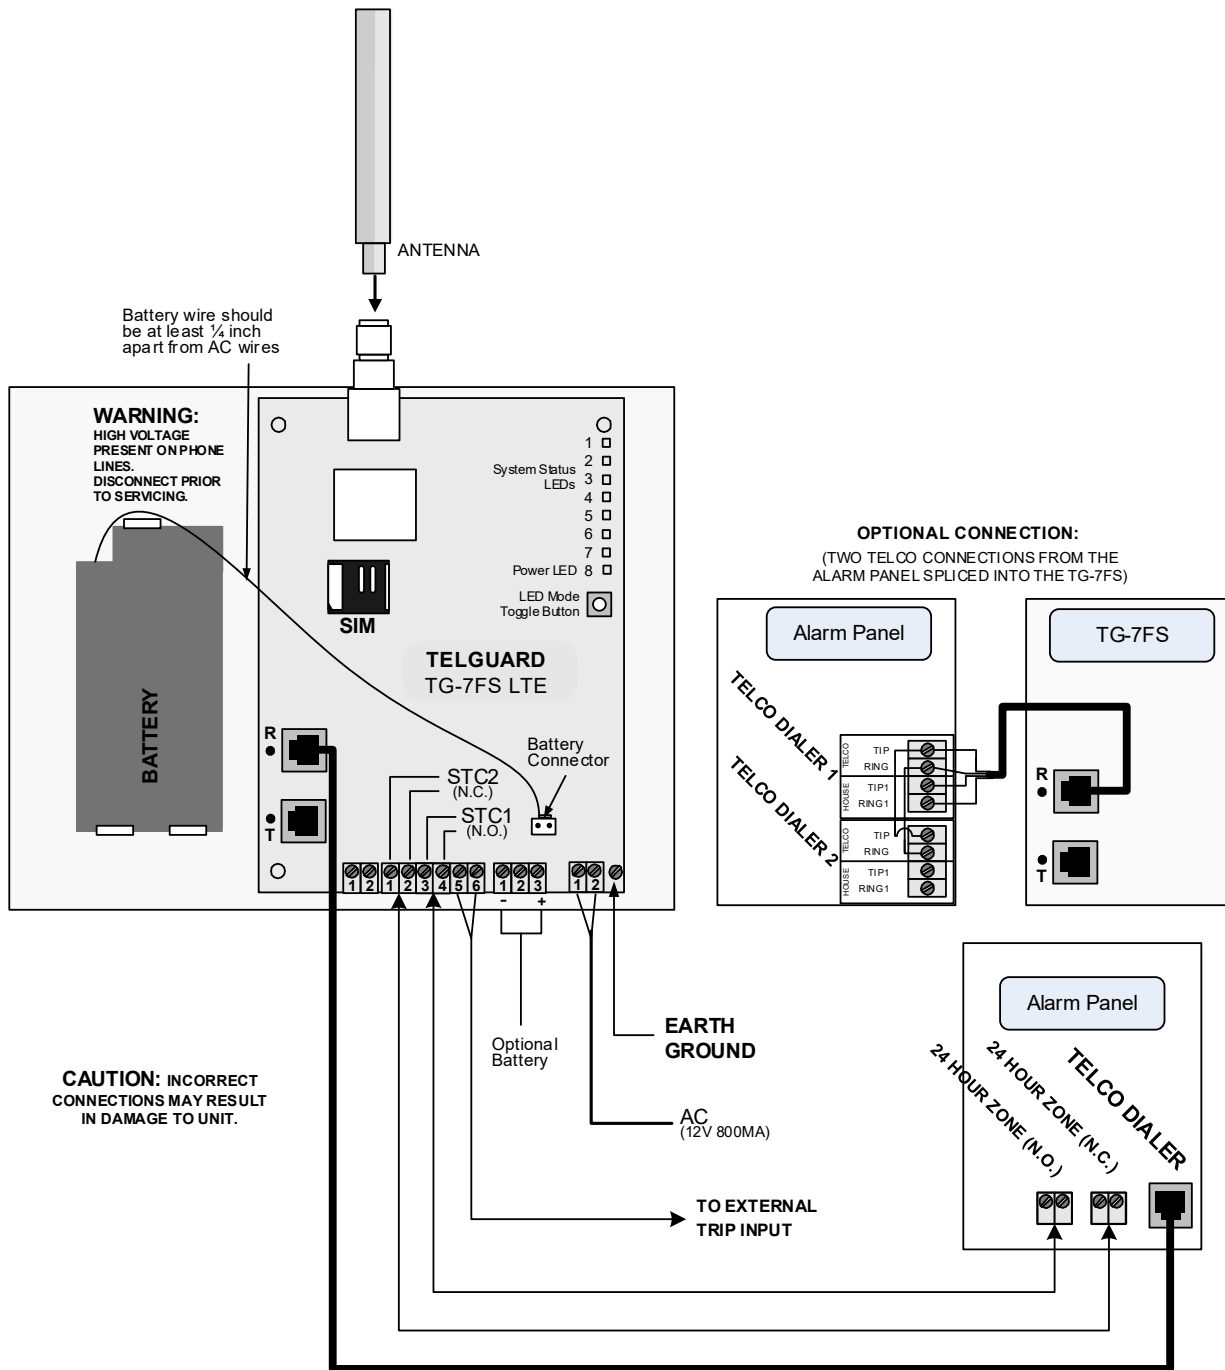 ANTENNA
Battery wire should
be at least ¼ inch
apart from AC wires
WARNING:
HIGH VOLTAGE
PRESENT ON PHONE
LINES.
DISCONNECT PRIOR
TO SERVICING.
BATTERY
1
2
System Status
LEDs
3
4
5
6
7
Power LED 8
LED Mode
Toggle Button
SIM
TELGUARD
TG-7FS LTE
R
T
Battery
Connector
STC2
(N.C.)
STC1
(N.O.)
1 2 1 2 3 4 5 6 1 2 3 1 2
- +
Optional
Battery
EARTH
GROUND
AC
(12V 800MA)
TO EXTERNAL
TRIP INPUT
CAUTION: INCORRECT
CONNECTIONS MAY RESULT
IN DAMAGE TO UNIT.
OPTIONAL CONNECTION:
(TWO TELCO CONNECTIONS FROM THE
ALARM PANEL SPLICED INTO THE TG-7FS)
Alarm Panel
TELCO DIALER 1
TELCO
TIP
RING
HOUSE
TIP1
RING1
TELCO DIALER 2
TELCO
TIP
RING
HOUSE
TIP1
RING1
TG-7FS
R
T
Alarm Panel
24 HOUR ZONE (N.O.)
24 HOUR ZONE (N.C.)
TELCO DIALER